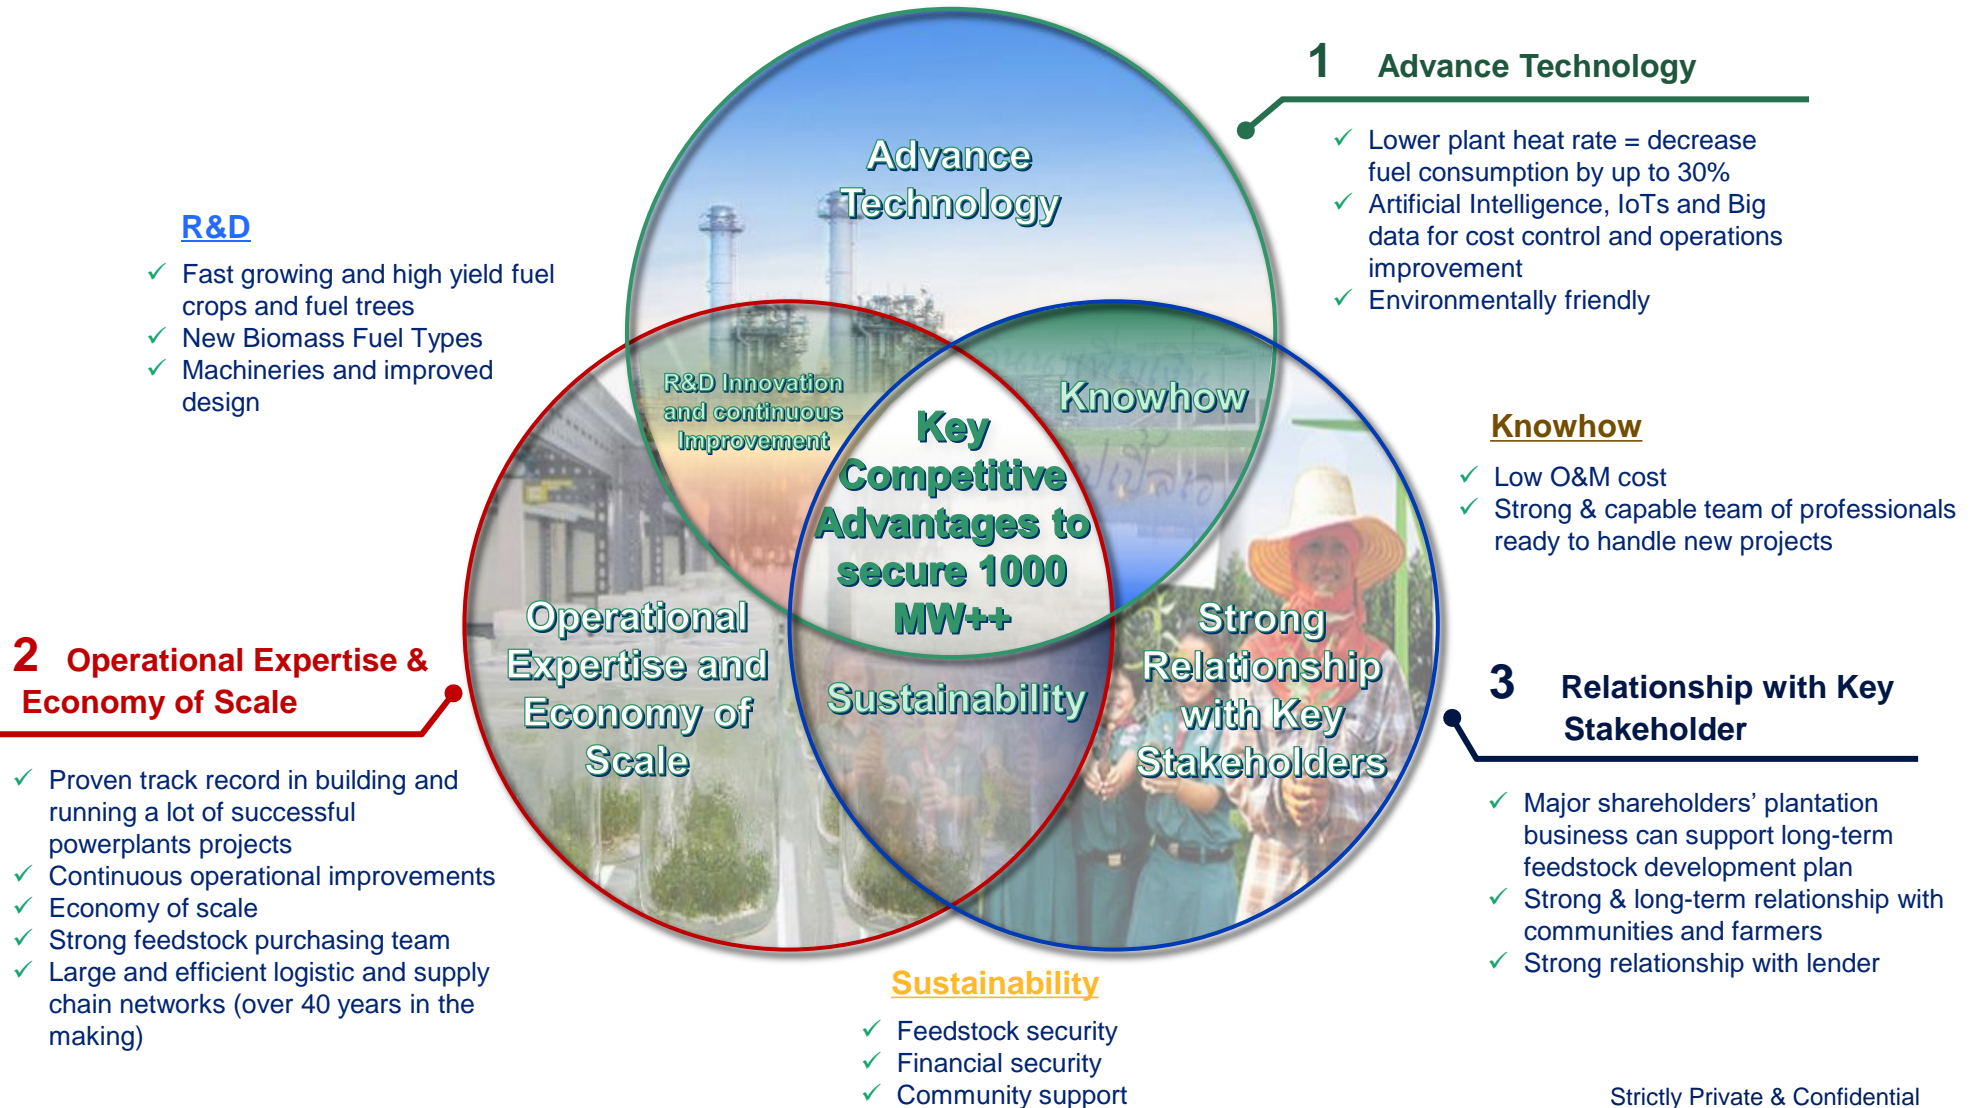 1 Advance Technology
✓ Lower plant heat rate = decrease
fuel consumption by up to 30%
✓ Artificial Intelligence, IoTs and Big
data for cost control and operations
improvement
✓ Environmentally friendly
R&D
✓ Fast growing and high yield fuel
crops and fuel trees
✓ New Biomass Fuel Types
✓ Machineries and improved
design
Advance
Technology
R&D Innovation
and continuous
Improvement
Knowhow
Key
Competitive
Advantages to
secure 1000
MW++
Operational
Expertise and
Economy of
Scale
Sustainability
Strong
Relationship
with Key
Stakeholders
Knowhow
✓ Low O&M cost
✓ Strong & capable team of professionals
ready to handle new projects
2 Operational Expertise &
Economy of Scale
✓ Proven track record in building and
running a lot of successful
powerplants projects
✓ Continuous operational improvements
✓ Economy of scale
✓ Strong feedstock purchasing team
✓ Large and efficient logistic and supply
chain networks (over 40 years in the
making)
3 Relationship with Key
Stakeholder
✓ Major shareholders’ plantation
business can support long-term
feedstock development plan
✓ Strong & long-term relationship with
communities and farmers
✓ Strong relationship with lender
Sustainability
✓ Feedstock security
✓ Financial security
✓ Community support
Strictly Private & Confidential